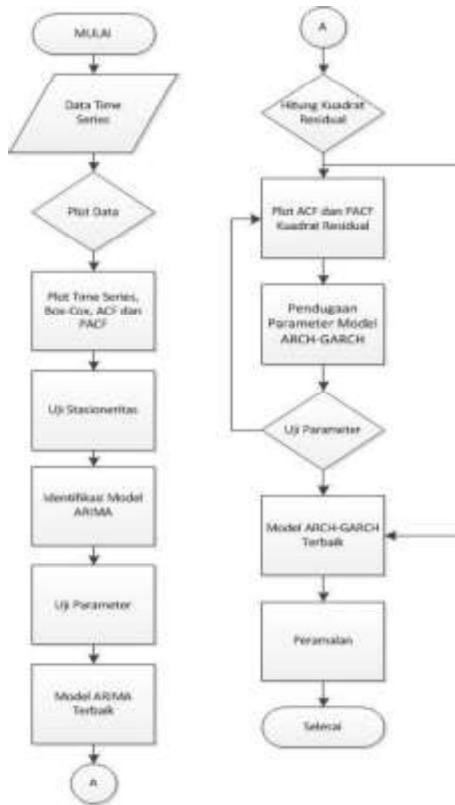 MULAI
Data Time
Series
Plot Data
Plot Time Series,
Box-Cox, ACF dan
PACF
Uji Stasioneritas
Identifikasi Model
ARIMA
Uji Parameter
Model ARIMA
Terbaik
A
A
Hitung Kuadrat
Residual
Plot ACF dan PACF
Kuadrat Residual
Pendugaan
Parameter Model
ARCH-GARCH
Uji Parameter
Model ARCH-GARCH
Terbaik
Peramalan
Selesai